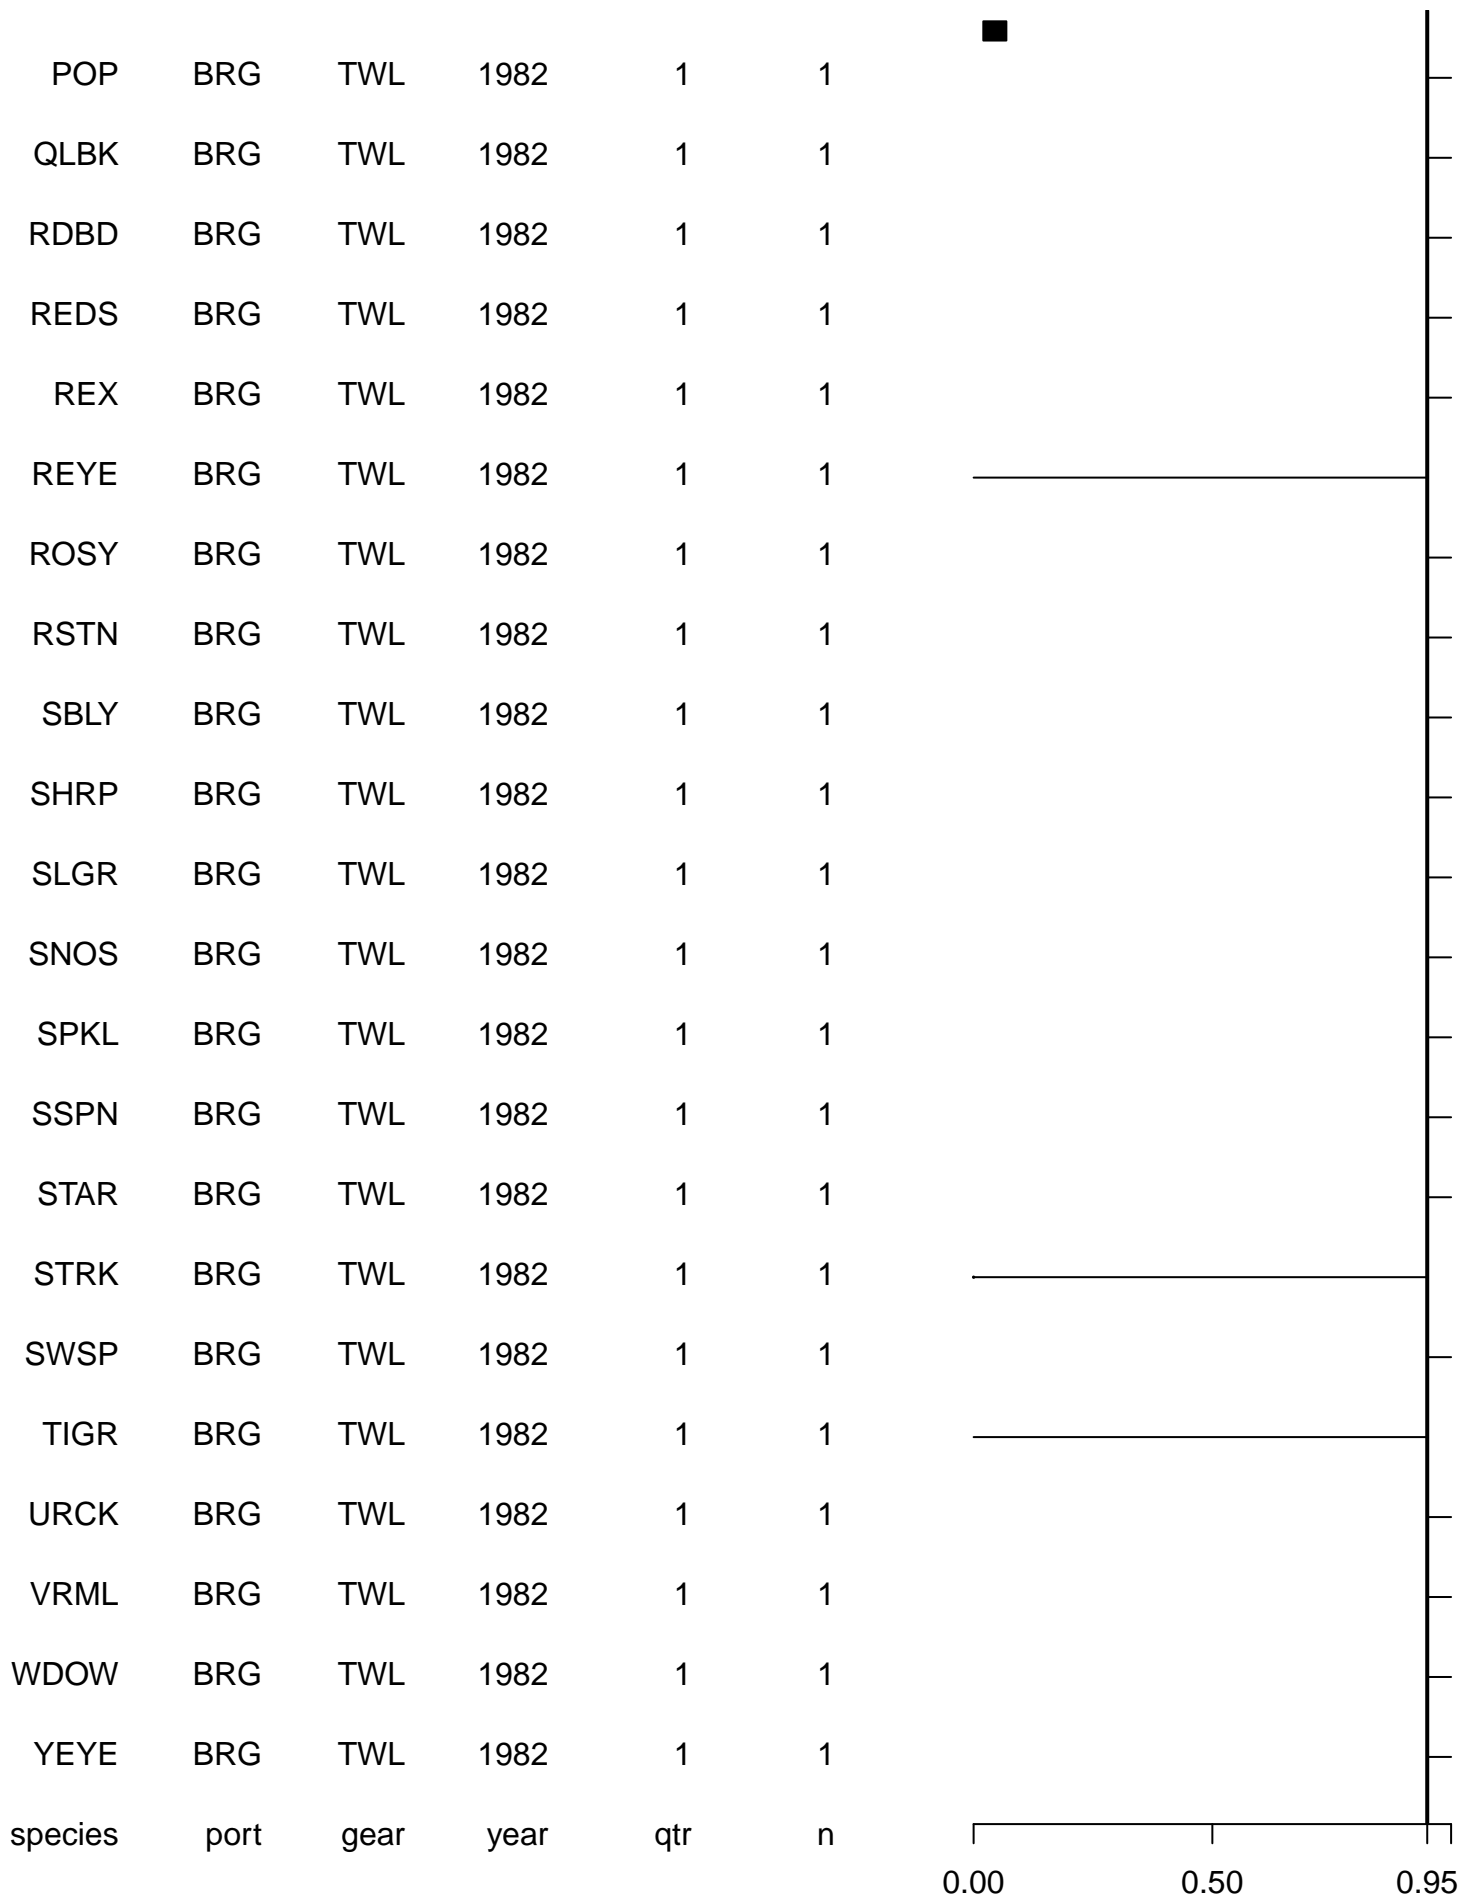 POP BRG TWL 1982 1 1
QLBK BRG TWL 1982 1 1
RDBD BRG TWL 1982 1 1
REDS BRG TWL 1982 1 1
REX BRG TWL 1982 1 1
REYE BRG TWL 1982 1 1
ROSY BRG TWL 1982 1 1
RSTN BRG TWL 1982 1 1
SBLY BRG TWL 1982 1 1
SHRP BRG TWL 1982 1 1
SLGR BRG TWL 1982 1 1
SNOS BRG TWL 1982 1 1
SPKL BRG TWL 1982 1 1
SSPN BRG TWL 1982 1 1
STAR BRG TWL 1982 1 1
STRK BRG TWL 1982 1 1
SWSP BRG TWL 1982 1 1
TIGR BRG TWL 1982 1 1
URCK BRG TWL 1982 1 1
VRML BRG TWL 1982 1 1
WDOW BRG TWL 1982 1 1
YEYE BRG TWL 1982 1 1
species port gear year qtr n
0.00 0.50 0.95